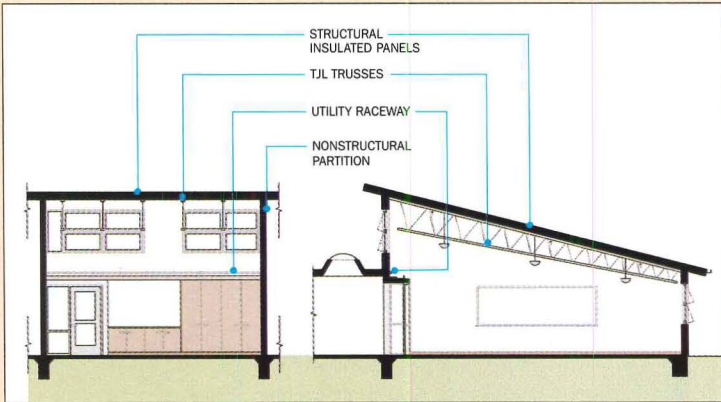 STRUCTURAL
INSULATED PANELS
TJL TRUSSES
UTILITY RACEWAY
NONSTRUCTURAL
PARTITION